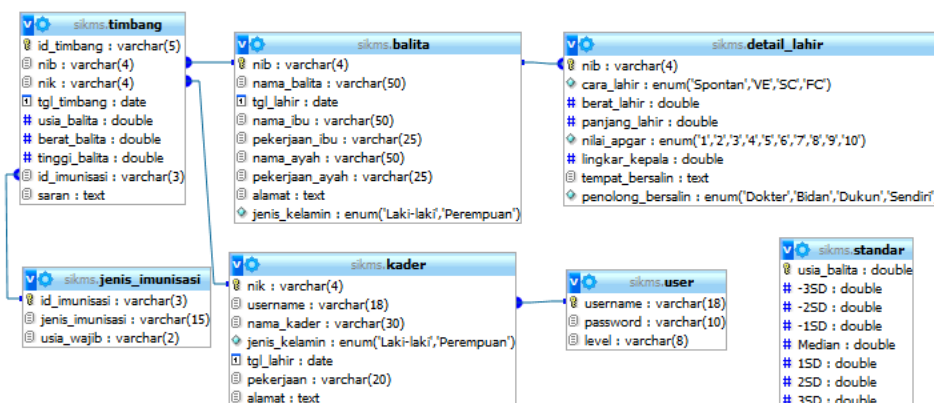 sikms.timbang
id_timbang : varchar(5)
nib : varchar(4)
nik : varchar(4)
tgl_timbang : date
usia_balita : double
berat_balita : double
tinggi_balita : double
id_imunisasi : varchar(3)
saran : text
sikms.balita
nib : varchar(4)
nama_balita : varchar(50)
tgl_lahir : date
nama_ibu : varchar(50)
pekerjaan_ibu : varchar(25)
nama_ayah : varchar(50)
pekerjaan_ayah : varchar(25)
alamat : text
jenis_kelamin : enum('Laki-laki','Perempuan')
sikms.detail_lahir
nib : varchar(4)
cara_lahir : enum('Spontan','VE','SC','FC')
berat_lahir : double
panjang_lahir : double
nilai_apgar : enum('1','2','3','4','5','6','7','8','9','10')
lingkar_kepala : double
tempat_bersalin : text
penolong_bersalin : enum('Dokter','Bidan','Dukun','Sendiri'
sikms.jenis_imunisasi
id_imunisasi : varchar(3)
jenis_imunisasi : varchar(15)
usia_wajib : varchar(2)
sikms.kader
nik : varchar(4)
username : varchar(18)
nama_kader : varchar(30)
jenis_kelamin : enum('Laki-laki','Perempuan')
tgl_lahir : date
pekerjaan : varchar(20)
alamat : text
sikms.user
username : varchar(18)
password : varchar(10)
level : varchar(8)
sikms.standar
usia_balita : double
-3SD : double
-2SD : double
-1SD : double
Median : double
1SD : double
2SD : double
3SD : double